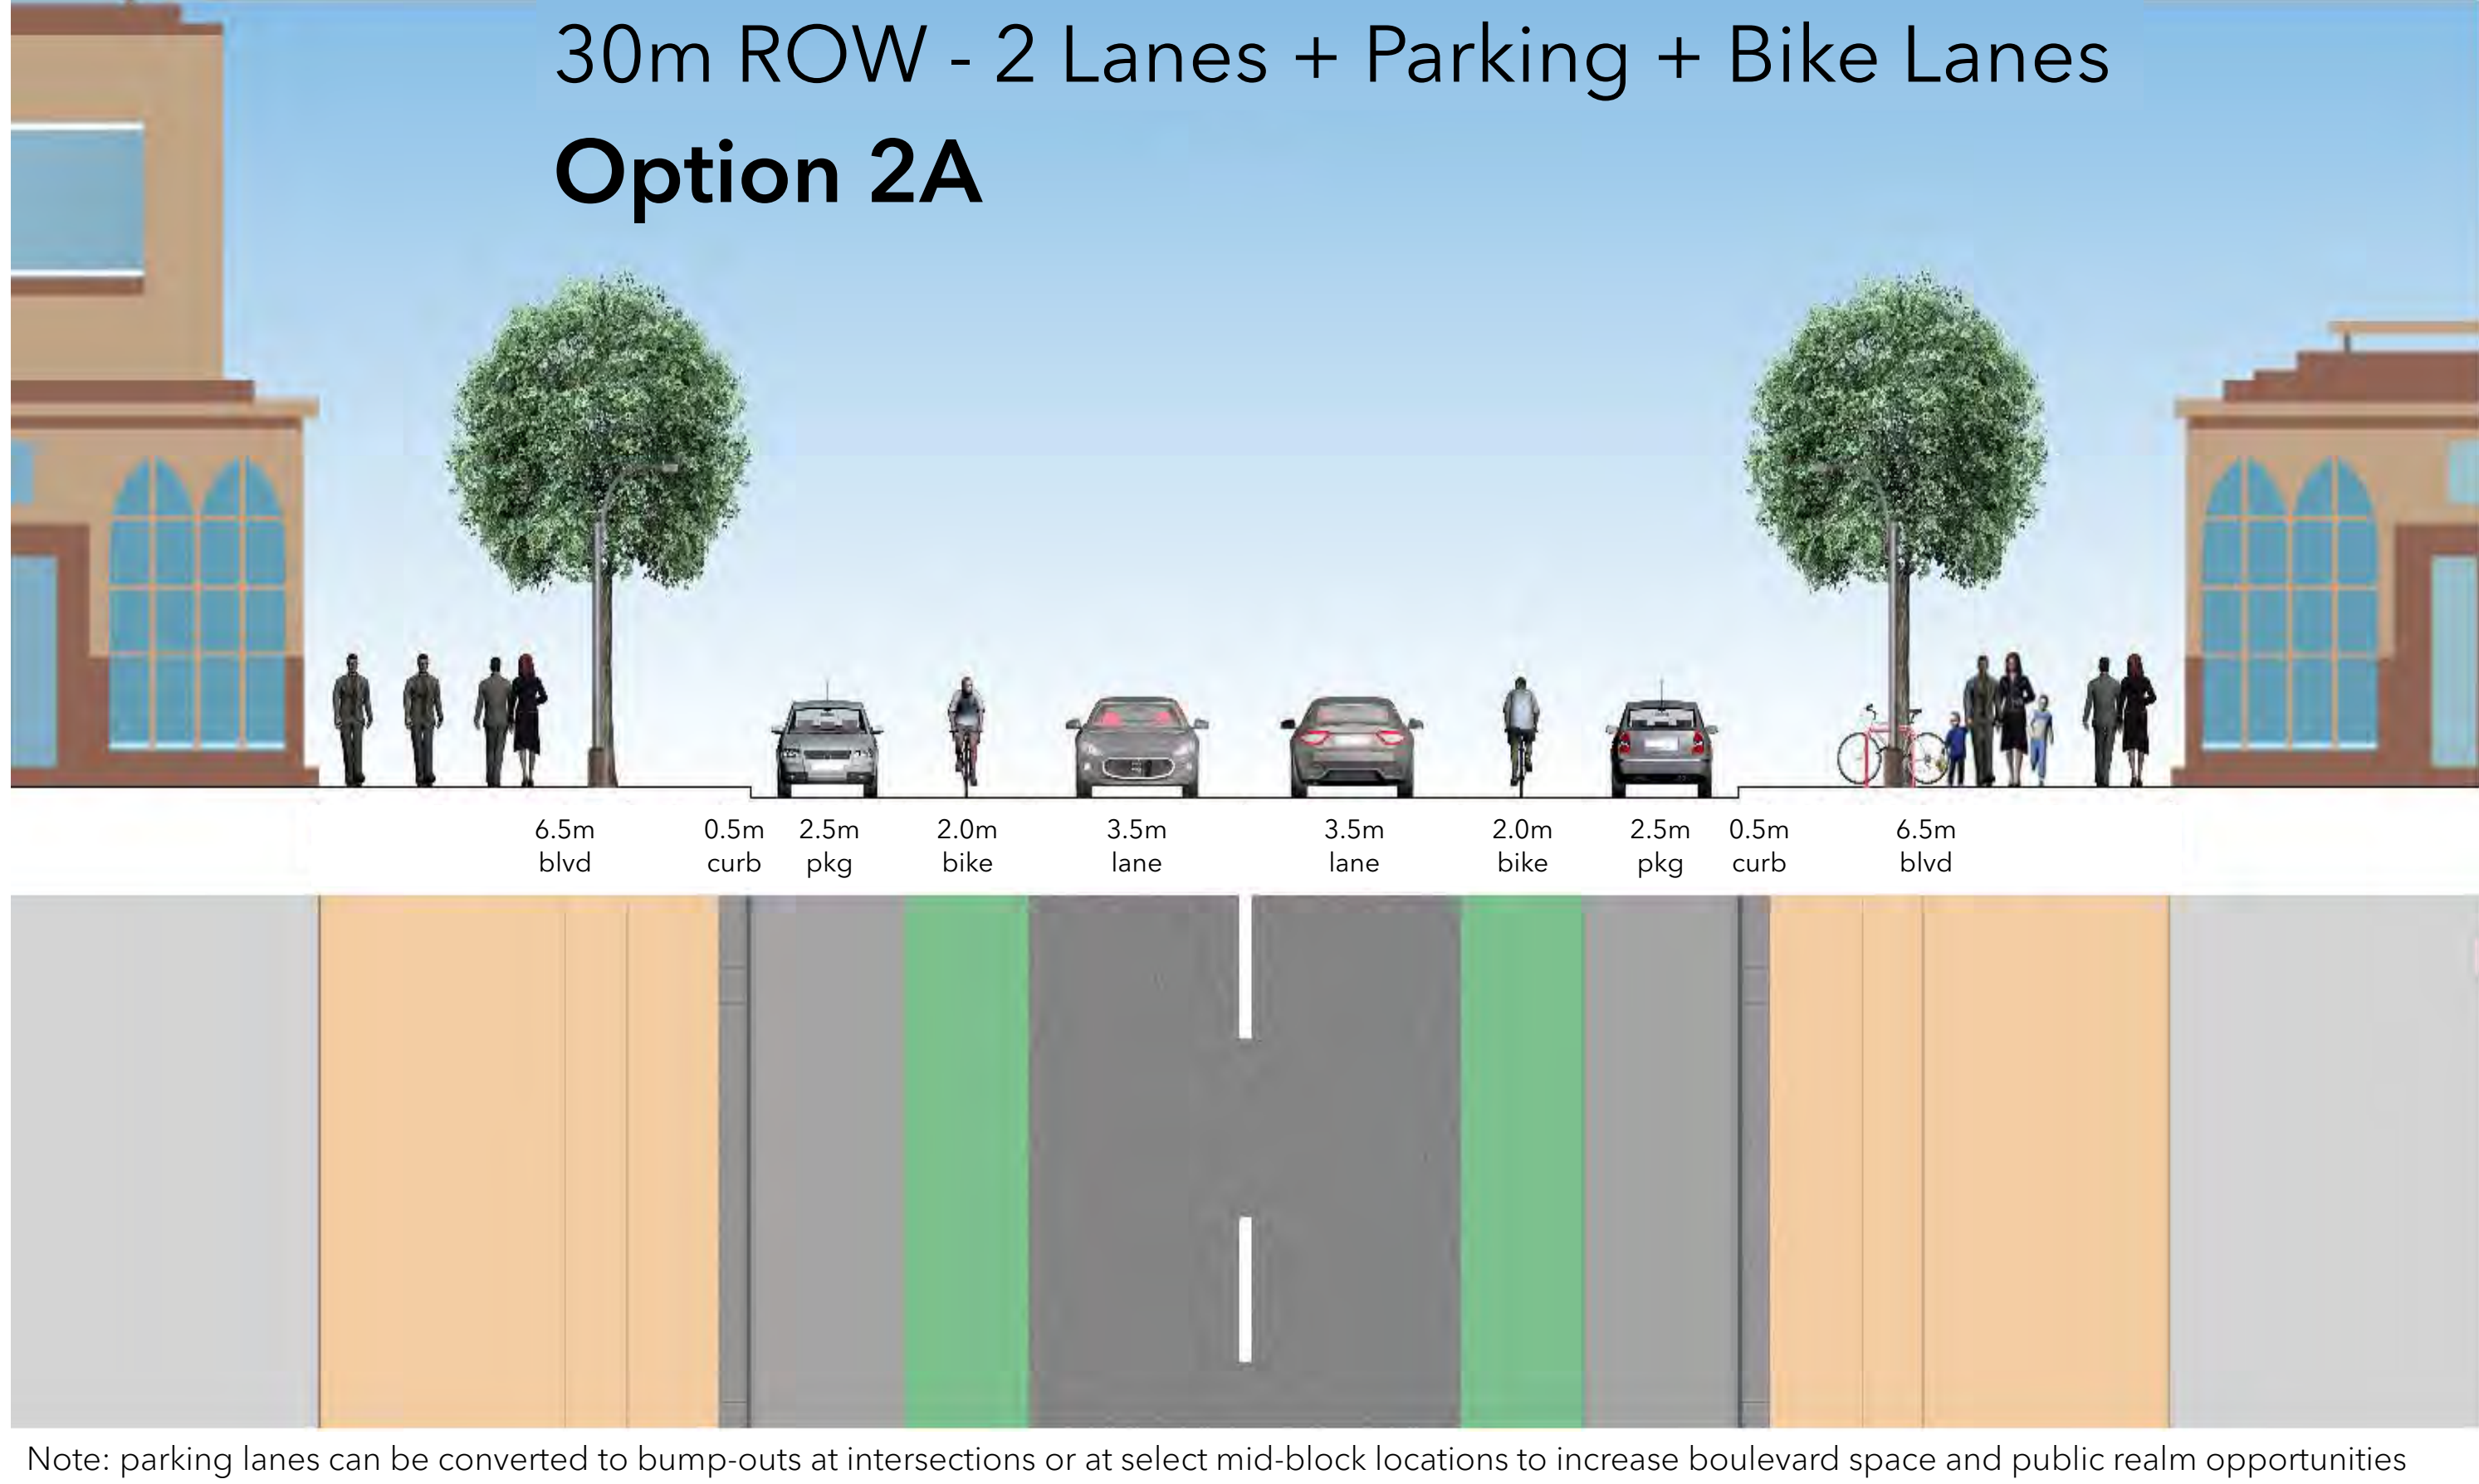 30m ROW - 2 Lanes + Parking + Bike Lanes
Option 2A
6.5m 0.5m 2.5m 2.0m 3.5m 3.5m 2.0m 2.5m 0.5m 6.5m
blvd curb pkg bike lane lane bike pkg curb blvd
Note: parking lanes can be converted to bump-outs at intersections or at select mid-block locations to increase boulevard space and public realm opportunities